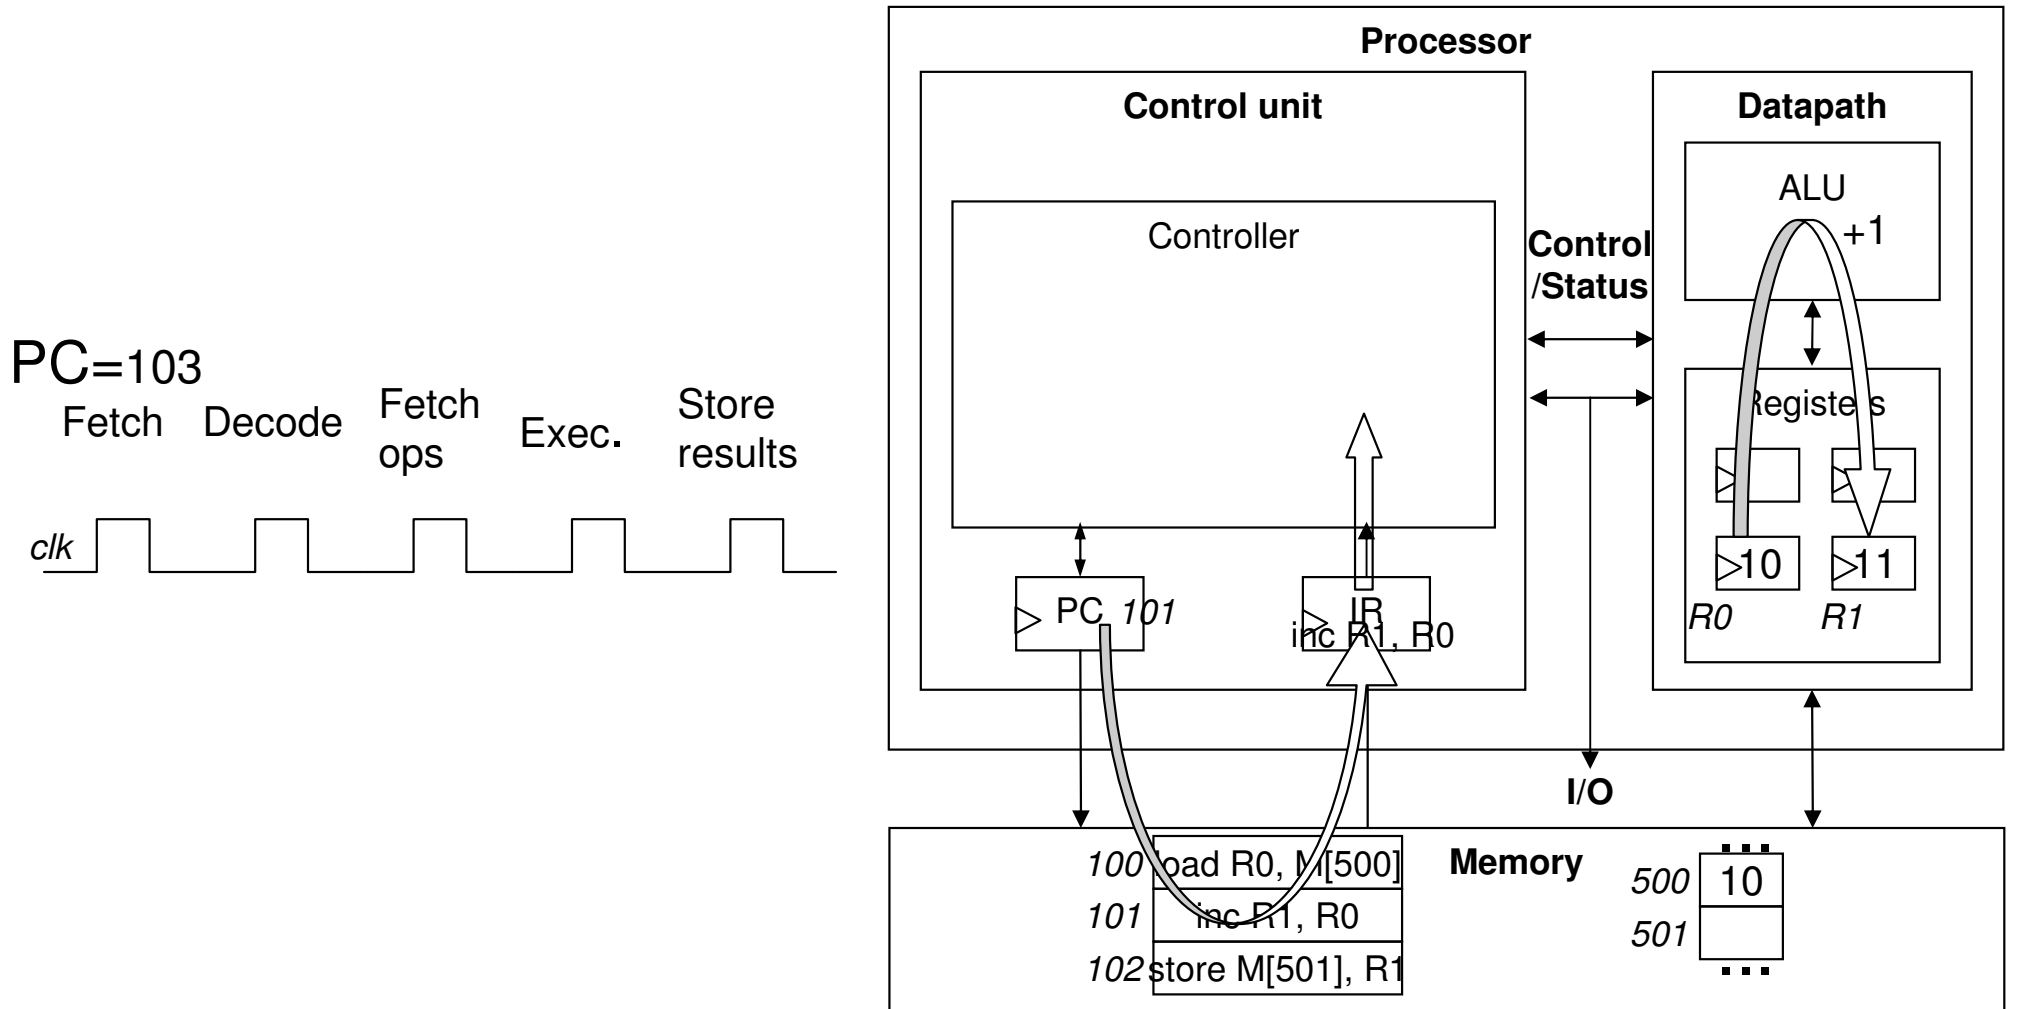 PC=103
Fetch
Decode
Fetch
ops
Exec.
Store
results
clk
Processor
Control unit
Controller
PC 101
IR
inc R1, R0
Control
/Status
Datapath
ALU
+1
Registers
10
11
R0
R1
I/O
Memory
100 load R0, M[500]
101 inc R1, R0
102 store M[501], R1
...
500 10
501
...